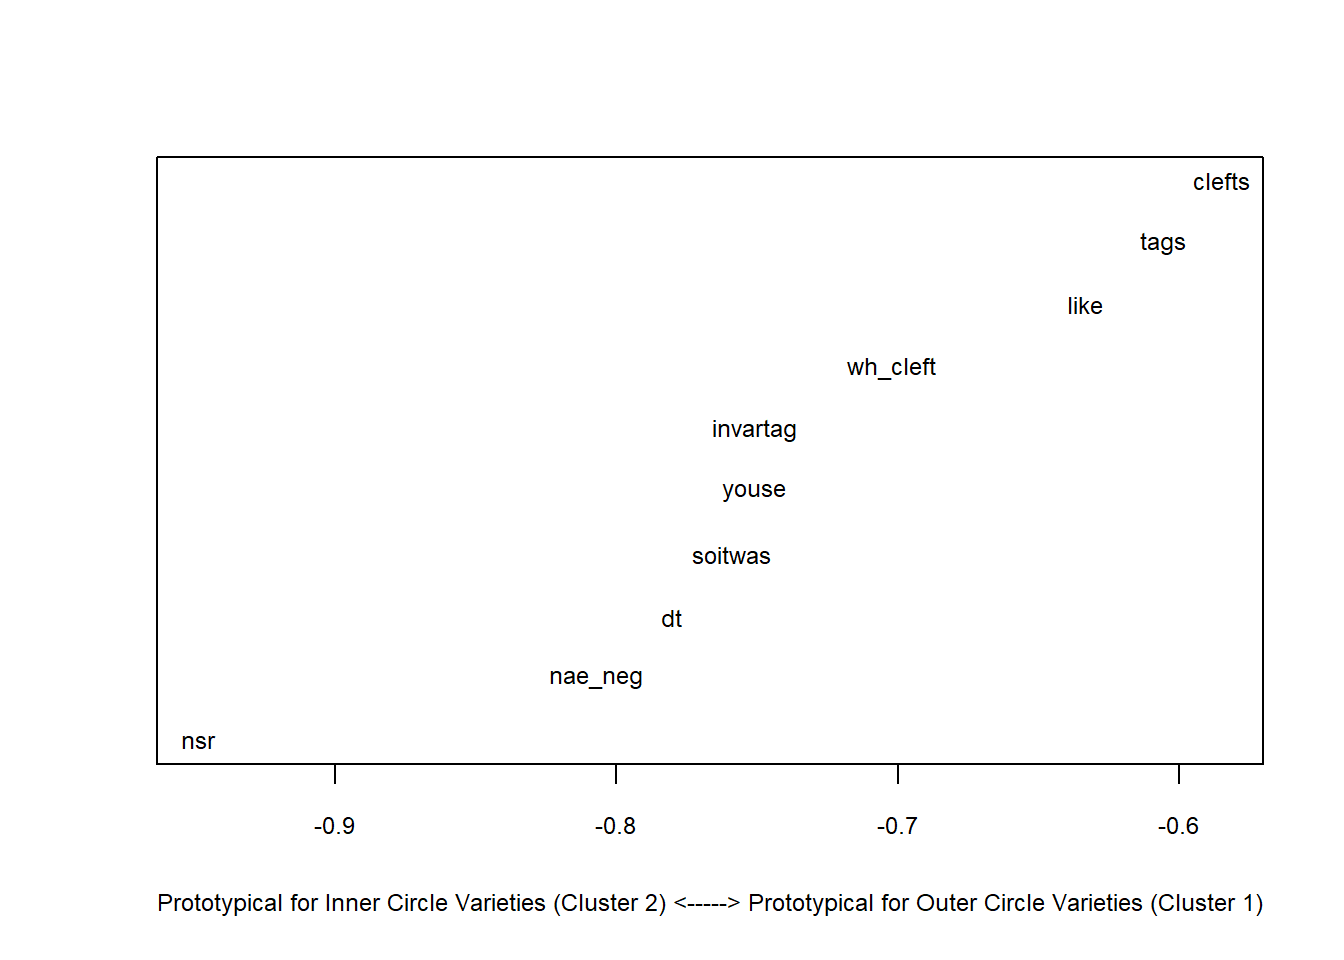 clefts
tags
like
wh_cleft
invartag
youse
soitwas
dt
nae_neg
nsr
-0.9 -0.8 -0.7 -0.6
Prototypical for Inner Circle Varieties (Cluster 2) <-----> Prototypical for Outer Circle Varieties (Cluster 1)